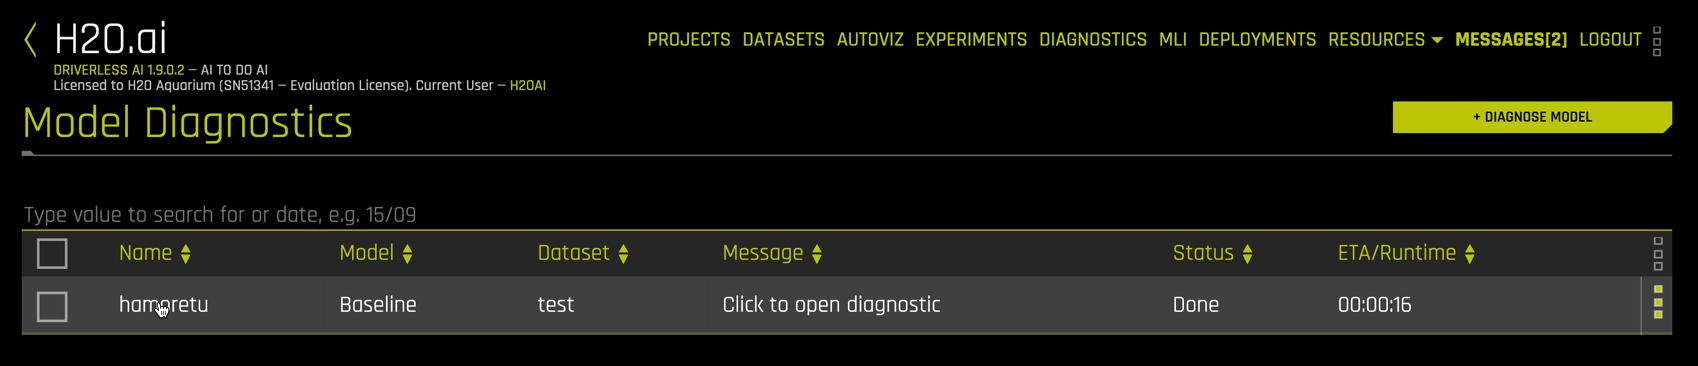 H2O.ai
PROJECTS DATASETS AUTOVIZ EXPERIMENTS DIAGNOSTICS MLI DEPLOYMENTS RESOURCES MESSAGES[2] LOGOUT
DRIVERLESS AI 1.9.0.2 – AI TO DO AI
Licensed to H2O Aquarium (SN51341 – Evaluation License). Current User – H2OAI
Model Diagnostics
+ DIAGNOSE MODEL
Type value to search for or date, e.g. 15/09
Name Model Dataset Message Status ETA/Runtime
Baseline test Click to open diagnostic Done 00:00:16